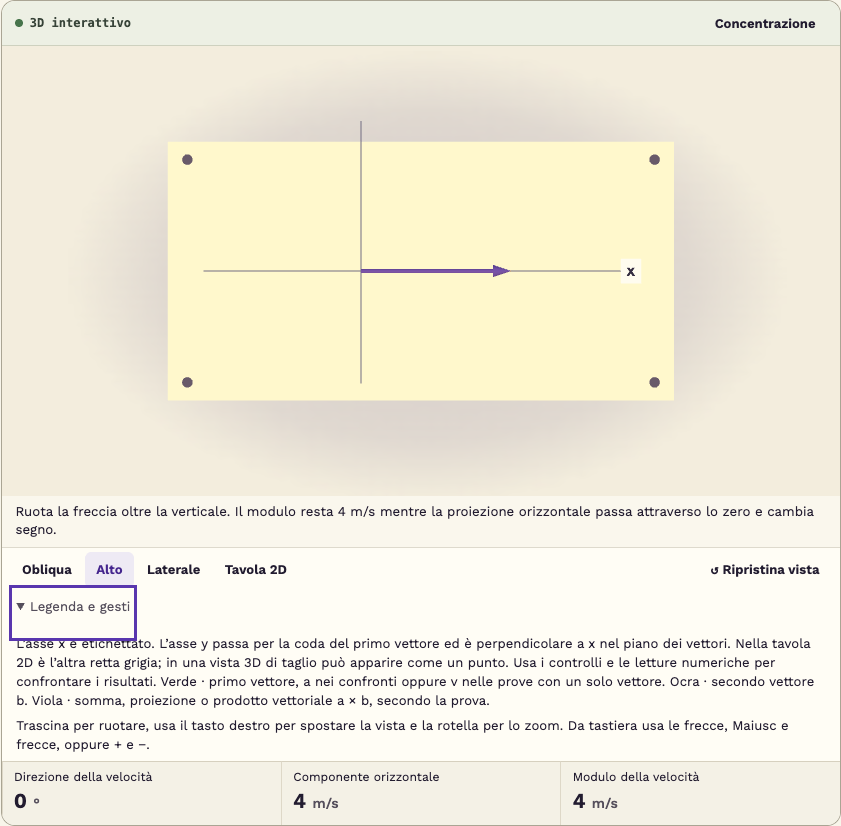 3D interattivo
Concentrazione
x
Ruota la freccia oltre la verticale. Il modulo resta 4 m/s mentre la proiezione orizzontale passa attraverso lo zero e cambia
segno.
Obliqua Alto Laterale Tavola 2D ↺ Ripristina vista
▼ Legenda e gesti
L’asse x è etichettato. L’asse y passa per la coda del primo vettore ed è perpendicolare a x nel piano dei vettori. Nella tavola
2D è l’altra retta grigia; in una vista 3D di taglio può apparire come un punto. Usa i controlli e le letture numeriche per
confrontare i risultati. Verde · primo vettore, a nei confronti oppure v nelle prove con un solo vettore. Ocra · secondo vettore
b. Viola · somma, proiezione o prodotto vettoriale a × b, secondo la prova.
Trascina per ruotare, usa il tasto destro per spostare la vista e la rotella per lo zoom. Da tastiera usa le frecce, Maiusc e
frecce, oppure + e −.
Direzione della velocità
0 °
Componente orizzontale
4 m/s
Modulo della velocità
4 m/s